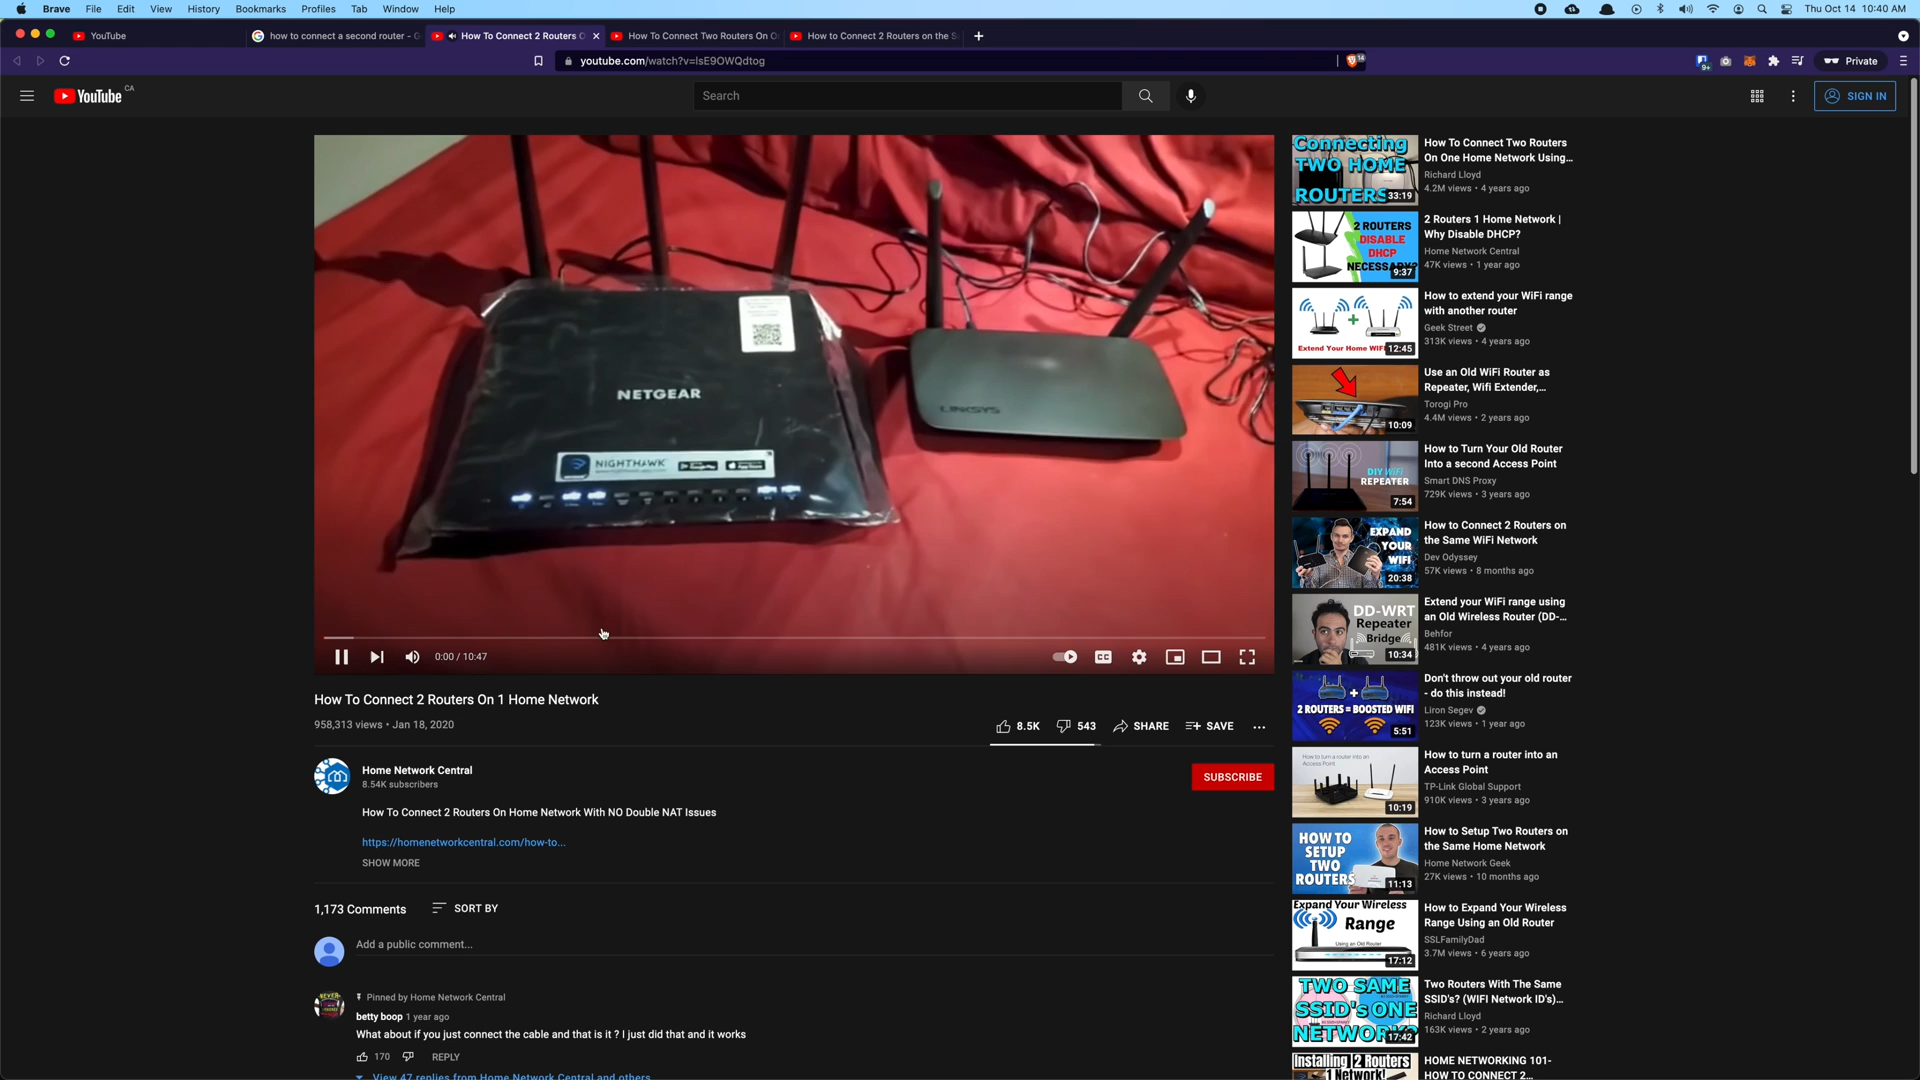 Brave File Edit View History Bookmarks Profiles Tab Window Help
Thu Oct 14 10:40 AM
YouTube
how to connect a second router - G
How To Connect 2 Routers O
How To Connect Two Routers On O
How to Connect 2 Routers on the S
youtube.com/watch?v=lsE9OWQdtog
14
9+
Private
YouTube CA
Search
SIGN IN
NETGEAR
NIGHTHAWK
LINKSYS
0:00 / 10:47
CC
How To Connect 2 Routers On 1 Home Network
958,313 views • Jan 18, 2020
8.5K 543 SHARE SAVE
Home Network Central
8.54K subscribers
SUBSCRIBE
How To Connect 2 Routers On Home Network With NO Double NAT Issues
https://homenetworkcentral.com/how-to...
SHOW MORE
1,173 Comments SORT BY
Add a public comment...
Pinned by Home Network Central
betty boop 1 year ago
What about if you just connect the cable and that is it ? I just did that and it works
170 REPLY
View 47 replies from Home Network Central and others
Connecting
TWO HOME
ROUTERS
33:19
How To Connect Two Routers
On One Home Network Using...
Richard Lloyd
4.2M views • 4 years ago
2 ROUTERS
DISABLE
DHCP
NECESSARY?
9:37
2 Routers 1 Home Network |
Why Disable DHCP?
Home Network Central
47K views • 1 year ago
Extend Your Home WIFI
12:45
How to extend your WiFi range
with another router
Geek Street
313K views • 4 years ago
10:09
Use an Old WiFi Router as
Repeater, Wifi Extender,...
Torogi Pro
4.4M views • 2 years ago
DIY WiFi
REPEATER
7:54
How to Turn Your Old Router
Into a second Access Point
Smart DNS Proxy
729K views • 3 years ago
EXPAND
YOUR
WIFI
20:38
How to Connect 2 Routers on
the Same WiFi Network
Dev Odyssey
57K views • 8 months ago
DD-WRT
Repeater
Bridge
10:34
Extend your WiFi range using
an Old Wireless Router (DD-...
Behfor
481K views • 4 years ago
2 ROUTERS = BOOSTED WIFI
5:51
Don't throw out your old router
- do this instead!
Liron Segev
123K views • 1 year ago
How to turn a router into an
Access Point
10:19
How to turn a router into an
Access Point
TP-Link Global Support
910K views • 3 years ago
HOW TO
SETUP
TWO
ROUTERS
11:13
How to Setup Two Routers on
the Same Home Network
Home Network Geek
27K views • 10 months ago
Expand Your Wireless
Range
Using an Old Router
17:12
How to Expand Your Wireless
Range Using an Old Router
SSLFamilyDad
3.7M views • 6 years ago
TWO SAME
SSID's ONE
NETWORK
17:42
Two Routers With The Same
SSID's? (WIFI Network ID's)...
Richard Lloyd
163K views • 2 years ago
Installing 2 Routers
1 Network!
HOME NETWORKING 101-
HOW TO CONNECT 2...